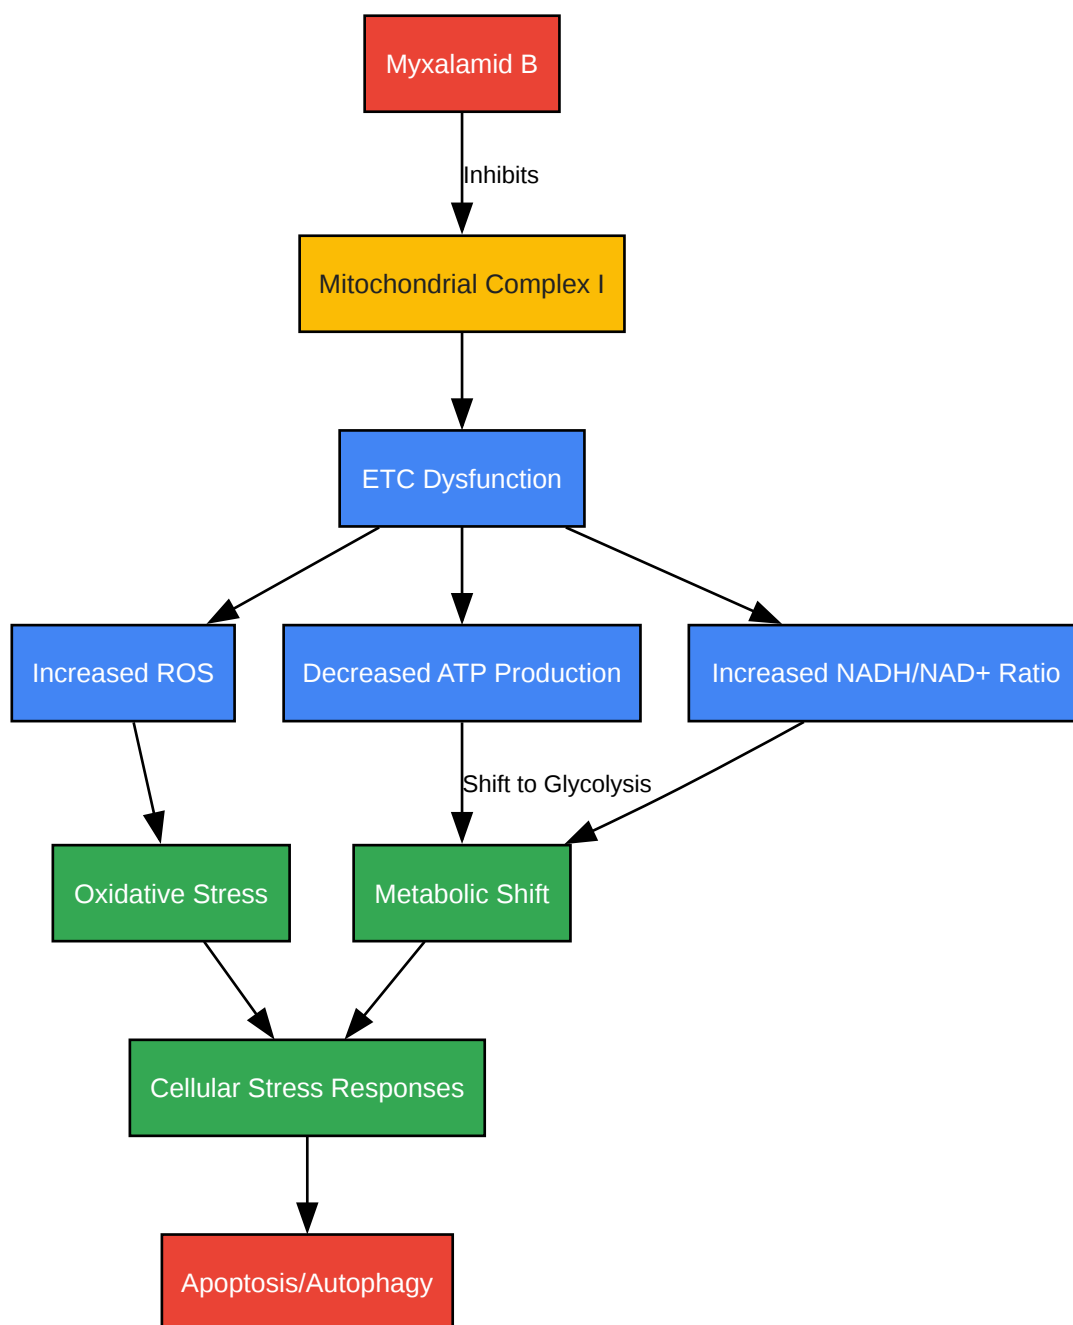 Myxalamid B
Inhibits
Mitochondrial Complex I
ETC Dysfunction
Increased ROS
Decreased ATP Production
Increased NADH/NAD+ Ratio
Shift to Glycolysis
Oxidative Stress
Metabolic Shift
Cellular Stress Responses
Apoptosis/Autophagy